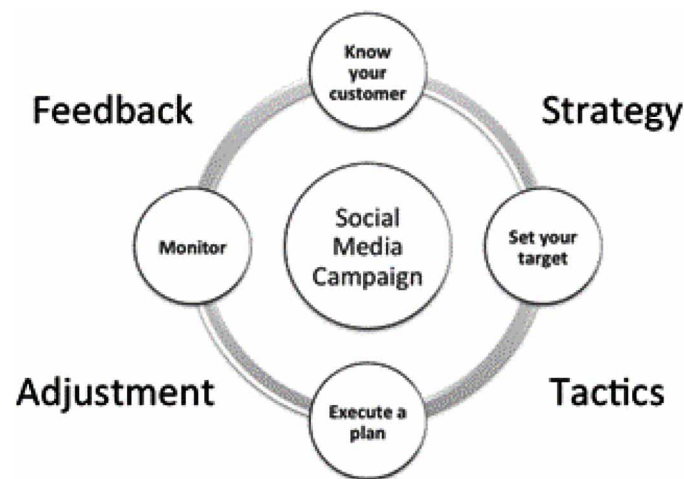 Know
your
customer
Feedback
Strategy
Monitor
Social
Media
Campaign
Set your
target
Adjustment
Tactics
Execute a
plan